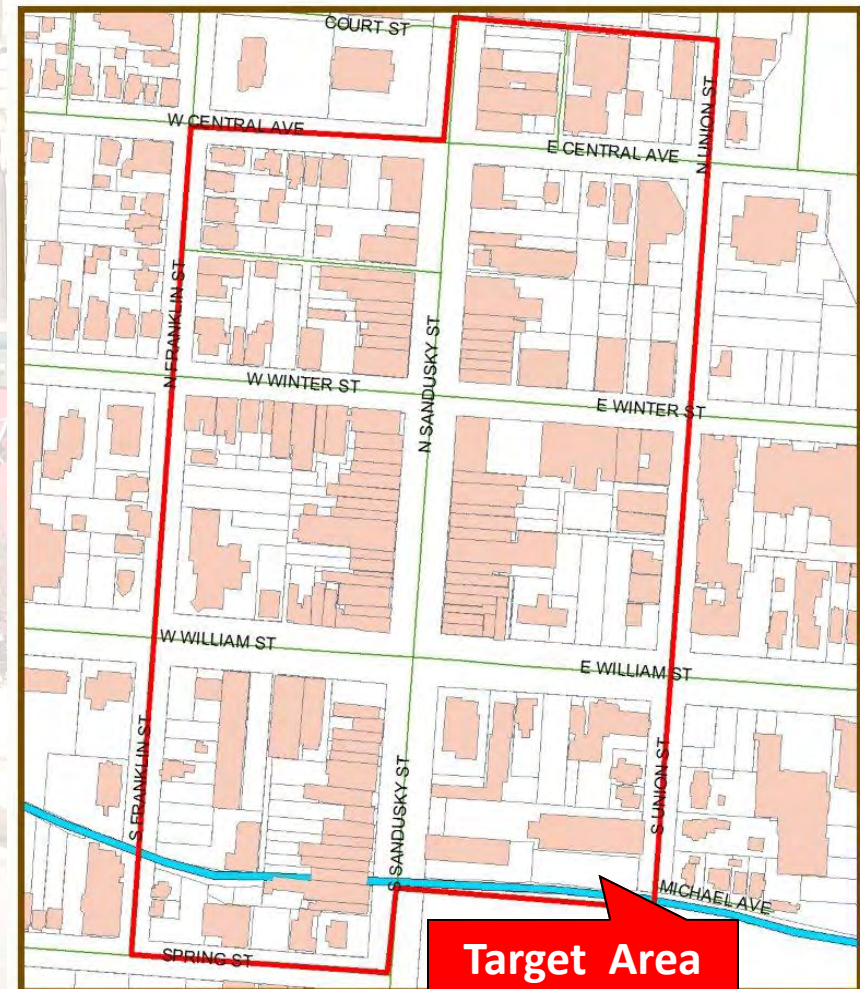 COURT ST
W CENTRAL AVE
E CENTRAL AVE
N UNION ST
N FRANKLIN ST
N SANDUSKY ST
W WINTER ST
E WINTER ST
W WILLIAM ST
E WILLIAM ST
S FRANKLIN ST
S SANDUSKY ST
S UNION ST
MICHAEL AVE
SPRING ST
Target Area